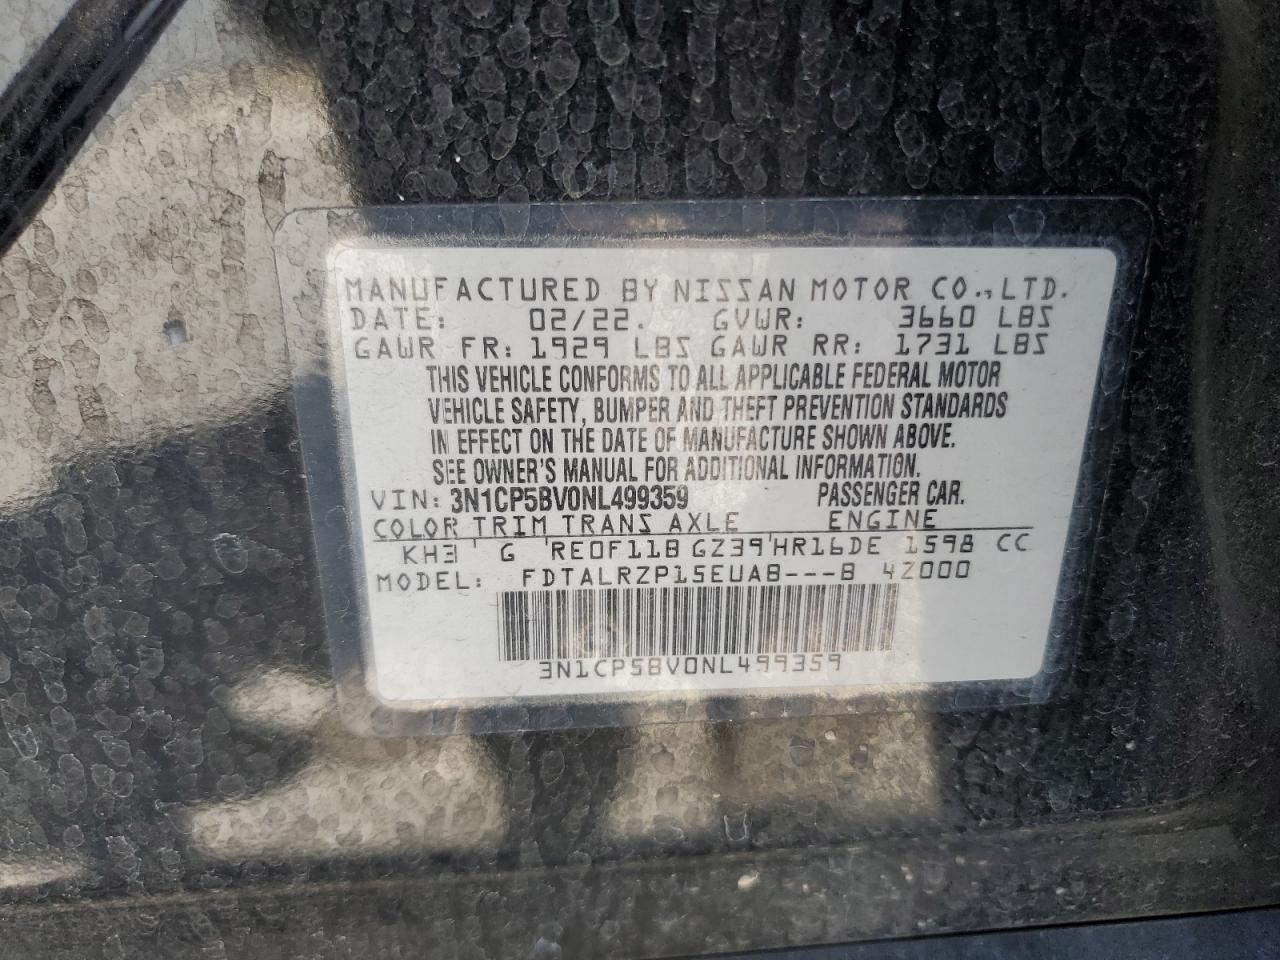 MANUFACTURED BY NISSAN MOTOR CO., LTD.
DATE: 02/22. GVWR: 3660 LBS
GAWR FR: 1929 LBS GAWR RR: 1731 LBS
THIS VEHICLE CONFORMS TO ALL APPLICABLE FEDERAL MOTOR
VEHICLE SAFETY, BUMPER AND THEFT PREVENTION STANDARDS
IN EFFECT ON THE DATE OF MANUFACTURE SHOWN ABOVE.
SEE OWNER'S MANUAL FOR ADDITIONAL INFORMATION.
VIN: 3N1CP5BV0NL499359 PASSENGER CAR.
COLOR TRIM TRANS AXLE ENGINE
KH3 G RE0F11B GZ39 HR16DE 1598 CC
MODEL: FDTALRZP15EUAB---B 4Z000
3N1CP5BV0NL499359